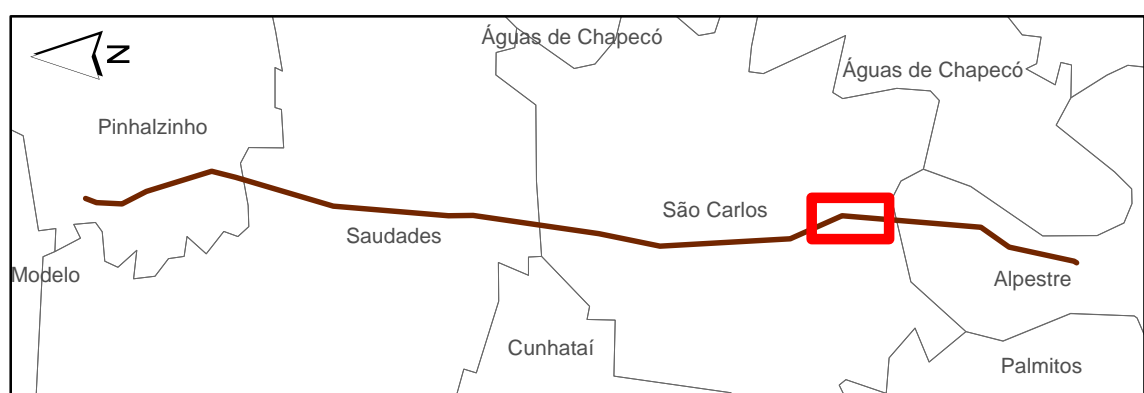 Águas de Chapecó
N
Águas de Chapecó
Pinhalzinho
São Carlos
Saudades
Modelo
Alpestre
Cunhataí
Palmitos